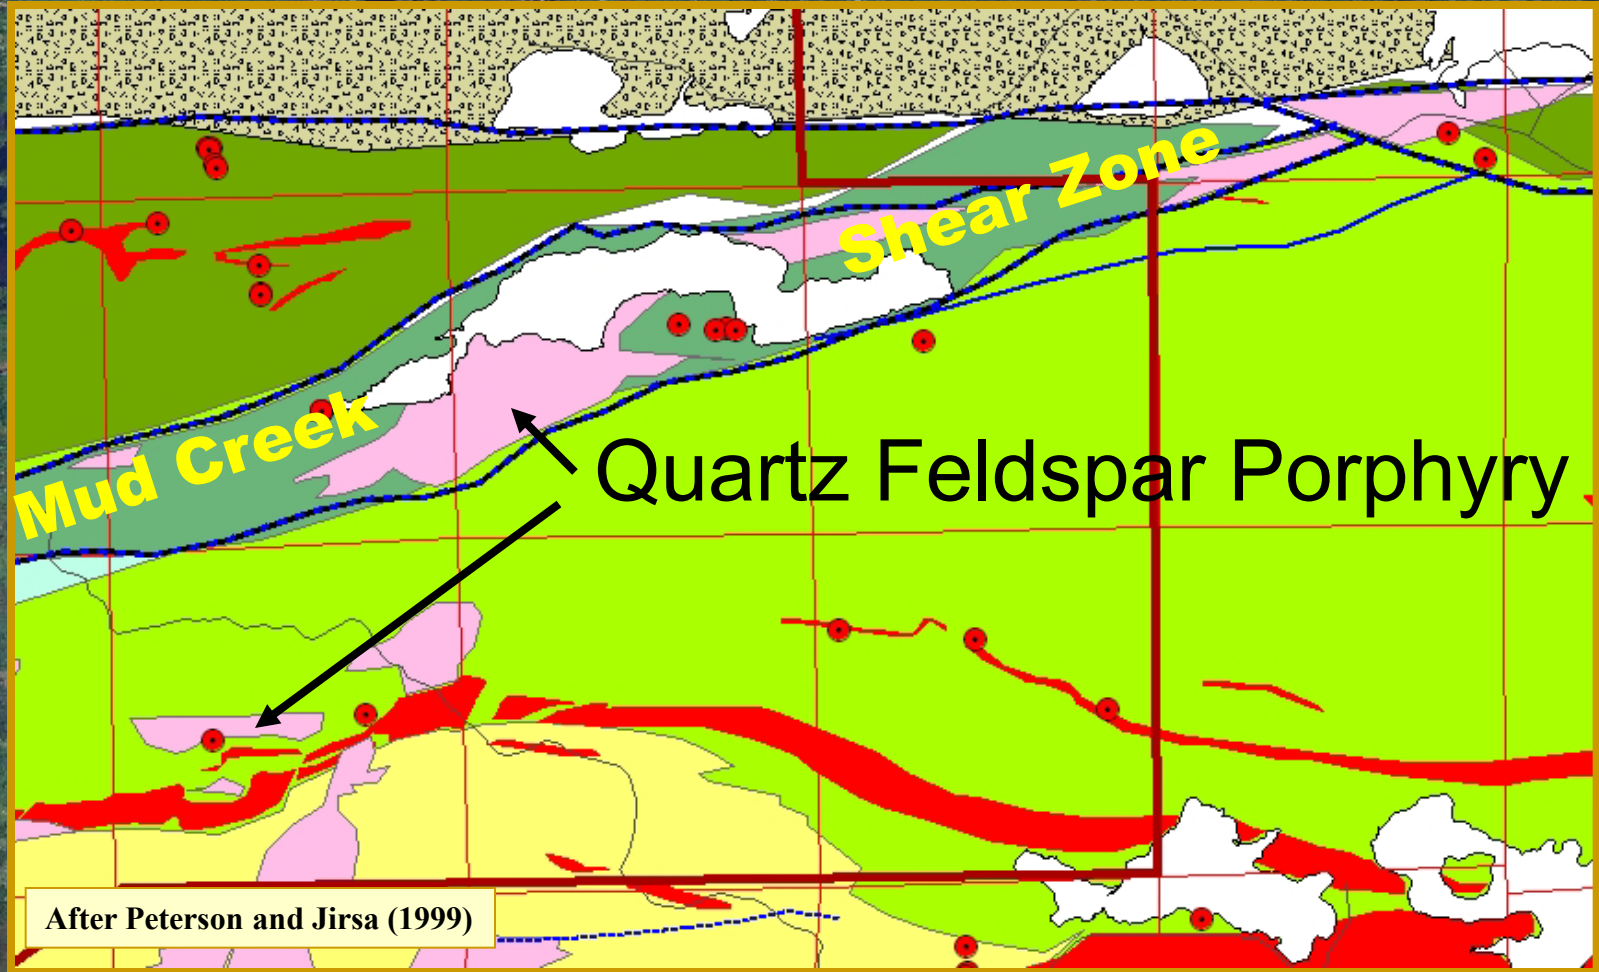 Shear Zone
Mud Creek
Quartz Feldspar Porphyry
After Peterson and Jirsa (1999)